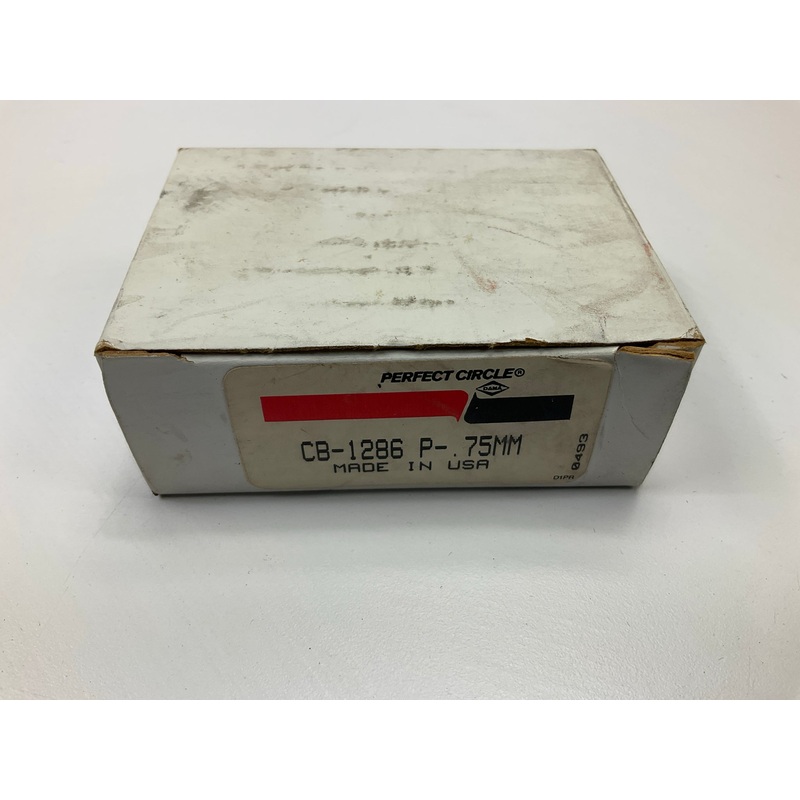 PERFECT CIRCLE®
DANA
CB-1286 P-.75MM
MADE IN USA
0493
D1PR